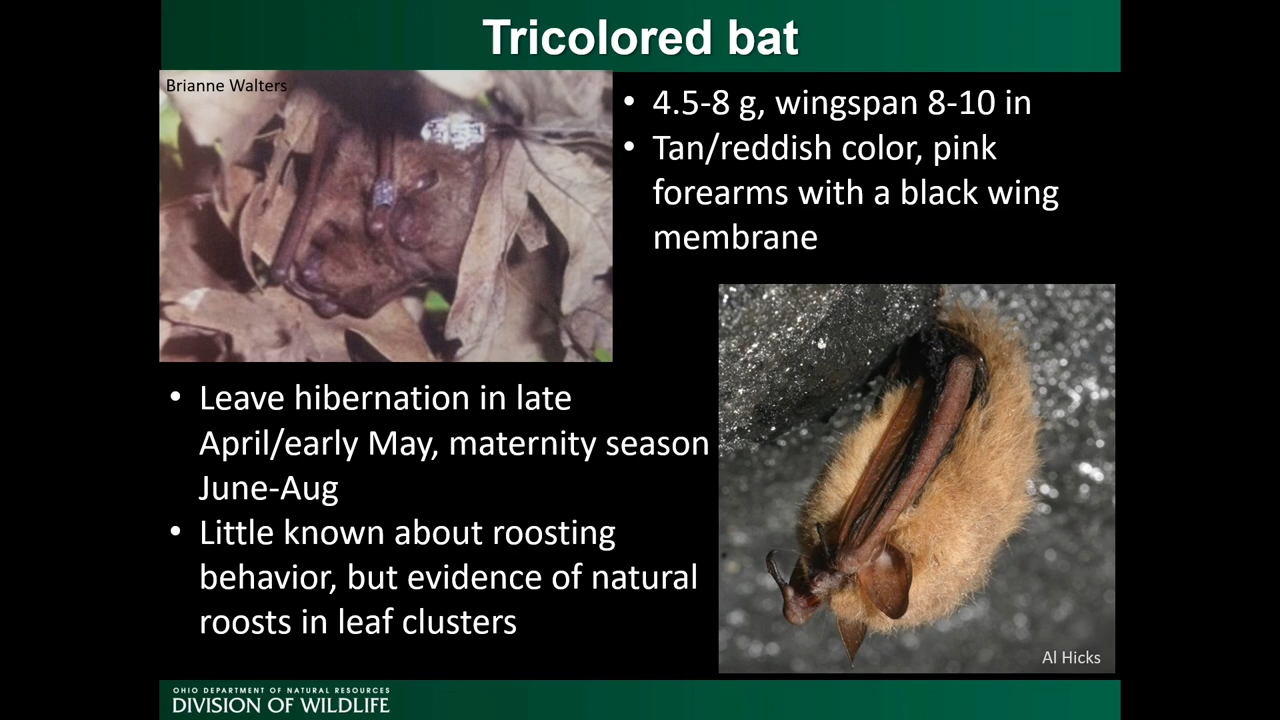 Tricolored bat
Brianne Walters
• 4.5-8 g, wingspan 8-10 in
• Tan/reddish color, pink
forearms with a black wing
membrane
• Leave hibernation in late
April/early May, maternity season
June-Aug
• Little known about roosting
behavior, but evidence of natural
roosts in leaf clusters
Al Hicks
OHIO DEPARTMENT OF NATURAL RESOURCES
DIVISION OF WILDLIFE